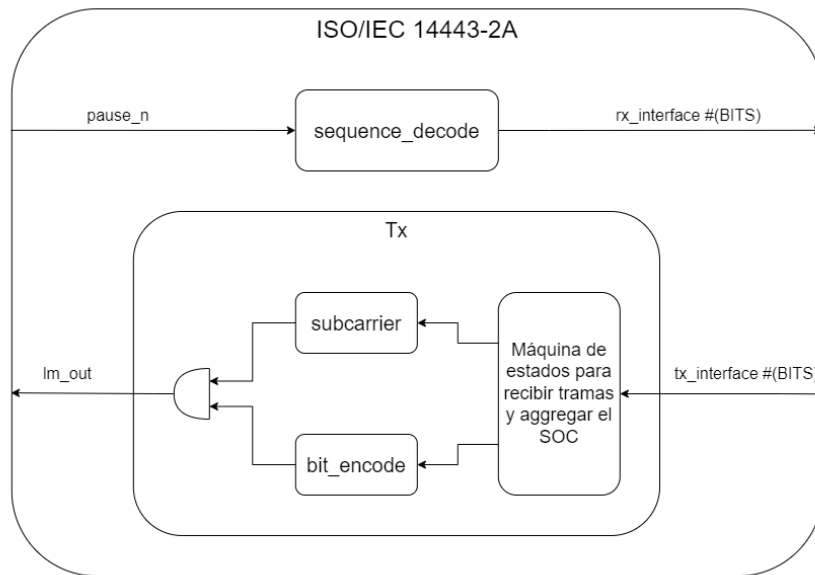 ISO/IEC 14443-2A
pause_n
sequence_decode
rx_interface #(BITS)
Tx
subcarrier
Máquina de
estados para
recibir tramas
y aggregar el
SOC
lm_out
tx_interface #(BITS)
bit_encode